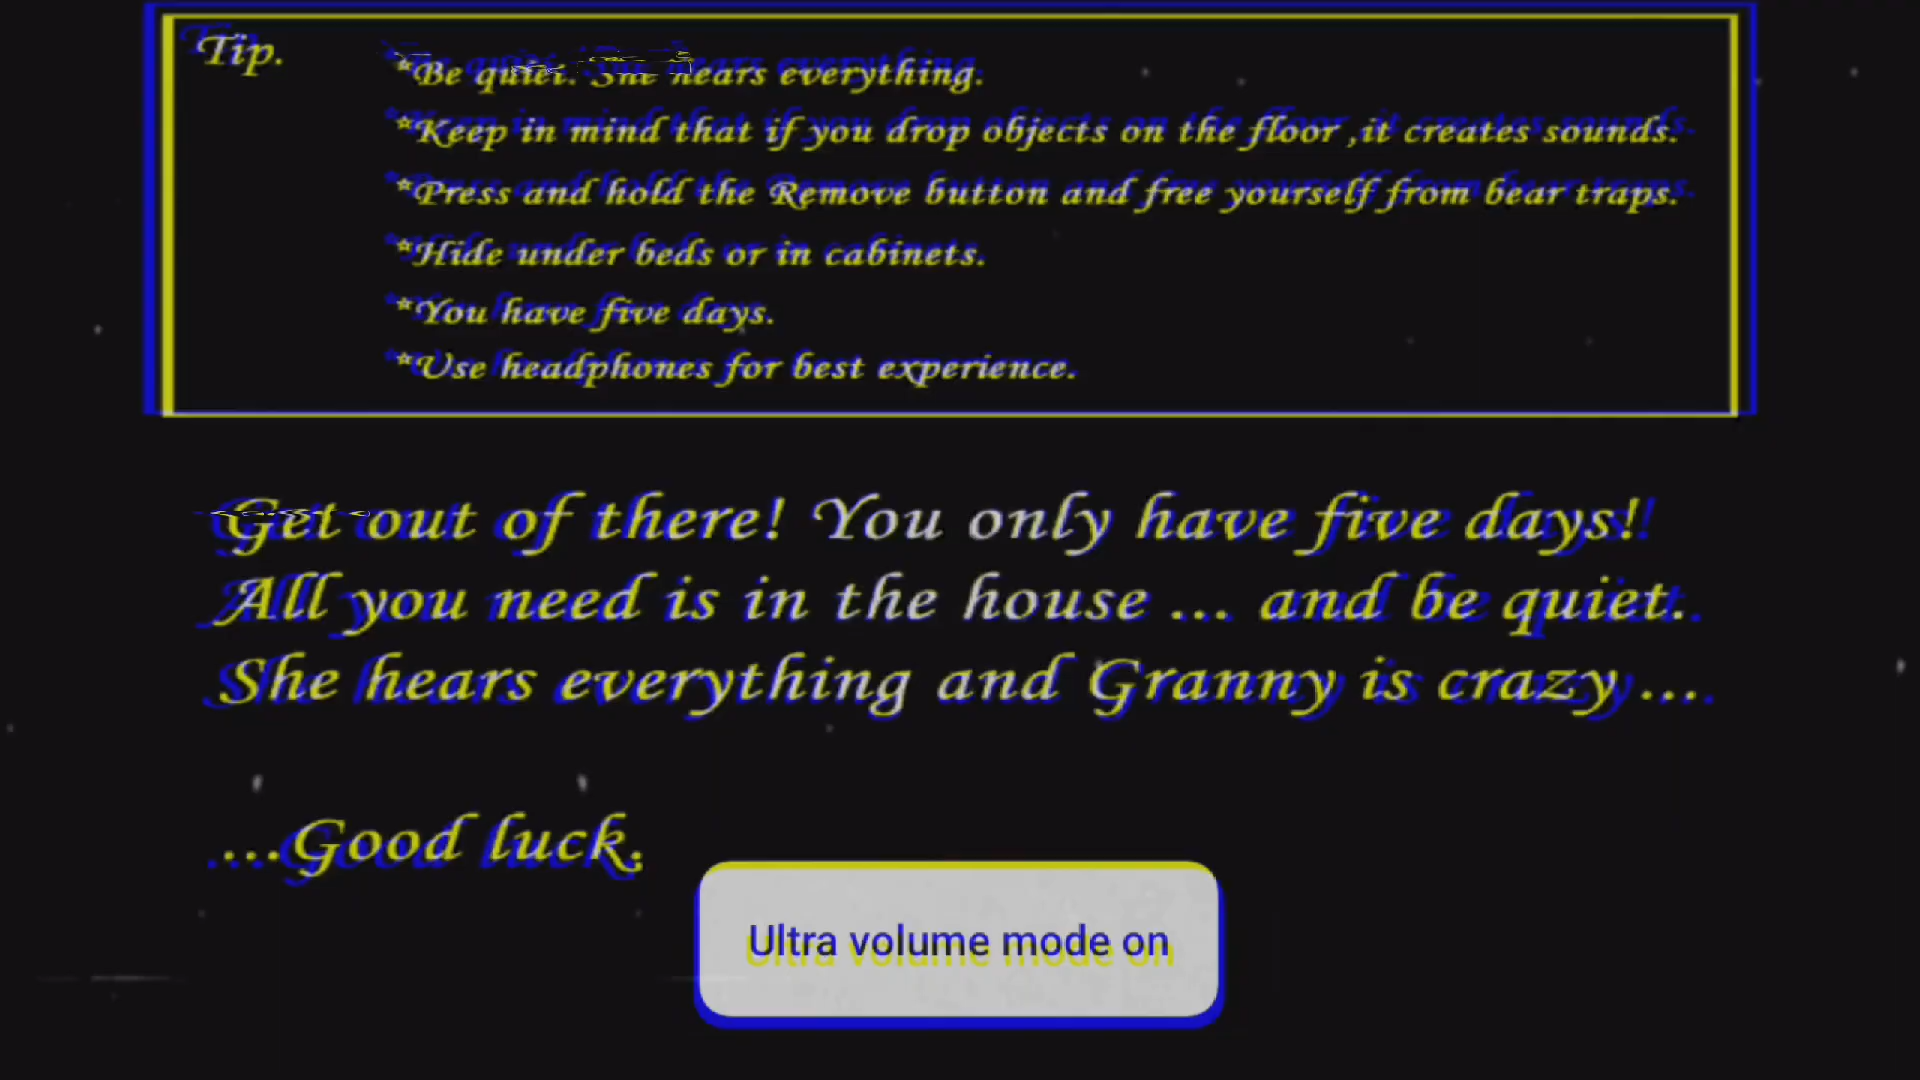 Tip.
*Be quiet. She hears everything.
*Keep in mind that if you drop objects on the floor ,it creates sounds.
*Press and hold the Remove button and free yourself from bear traps.
*Hide under beds or in cabinets.
*You have five days.
*Use headphones for best experience.
Get out of there! You only have five days!
All you need is in the house ... and be quiet.
She hears everything and Granny is crazy ...
...Good luck.
Ultra volume mode on